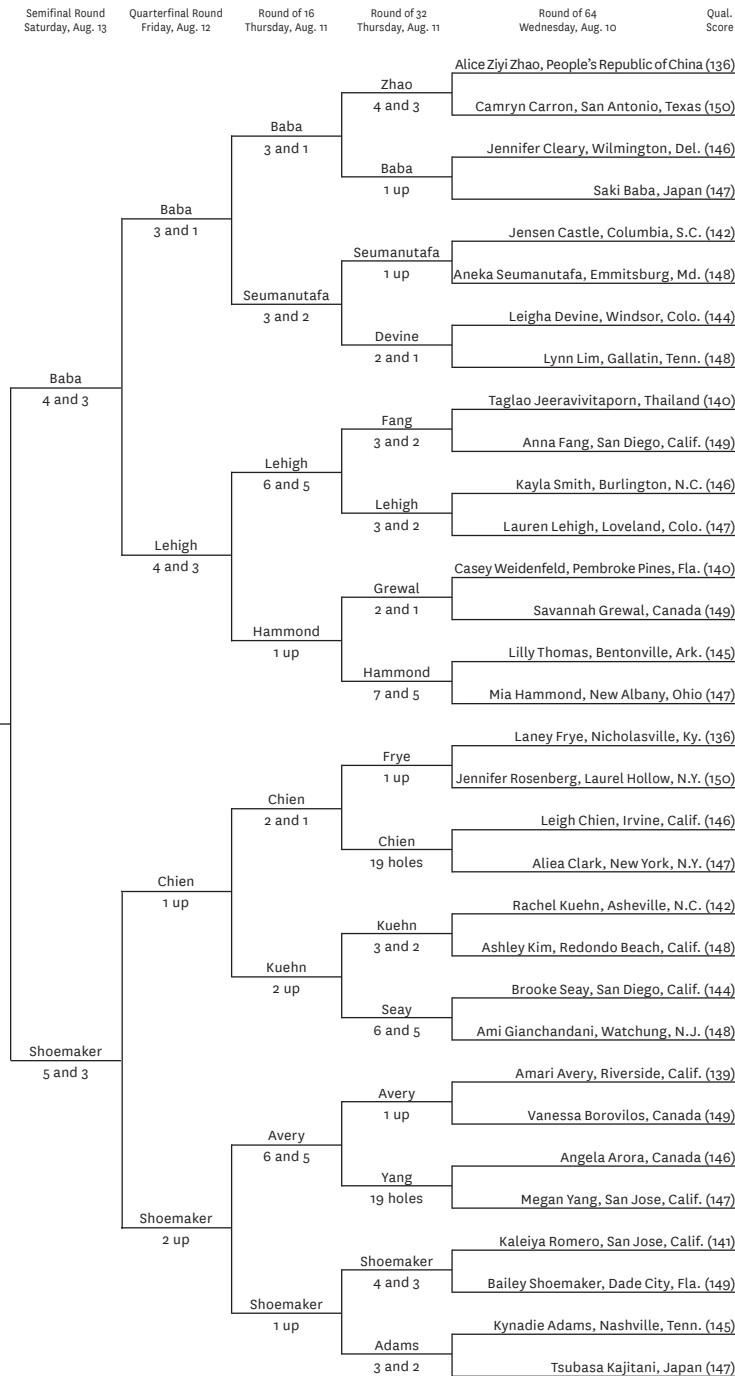 Semifinal Round
Saturday, Aug. 13
Quarterfinal Round
Friday, Aug. 12
Round of 16
Thursday, Aug. 11
Round of 32
Thursday, Aug. 11
Round of 64
Wednesday, Aug. 10
Qual.
Score
Alice Ziyi Zhao, People's Republic of China (136)
Zhao
4 and 3
Camryn Carron, San Antonio, Texas (150)
Baba
3 and 1
Jennifer Cleary, Wilmington, Del. (146)
Baba
1 up
Saki Baba, Japan (147)
Baba
3 and 1
Jensen Castle, Columbia, S.C. (142)
Seumanutafa
1 up
Aneka Seumanutafa, Emmitsburg, Md. (148)
Seumanutafa
3 and 2
Leigha Devine, Windsor, Colo. (144)
Devine
2 and 1
Lynn Lim, Gallatin, Tenn. (148)
Baba
4 and 3
Taglao Jeeravivitaporn, Thailand (140)
Fang
3 and 2
Anna Fang, San Diego, Calif. (149)
Lehigh
6 and 5
Kayla Smith, Burlington, N.C. (146)
Lehigh
3 and 2
Lauren Lehigh, Loveland, Colo. (147)
Lehigh
4 and 3
Casey Weidenfeld, Pembroke Pines, Fla. (140)
Grewal
2 and 1
Savannah Grewal, Canada (149)
Hammond
1 up
Lilly Thomas, Bentonville, Ark. (145)
Hammond
7 and 5
Mia Hammond, New Albany, Ohio (147)
Laney Frye, Nicholasville, Ky. (136)
Frye
1 up
Jennifer Rosenberg, Laurel Hollow, N.Y. (150)
Chien
2 and 1
Leigh Chien, Irvine, Calif. (146)
Chien
19 holes
Aliea Clark, New York, N.Y. (147)
Chien
1 up
Rachel Kuehn, Asheville, N.C. (142)
Kuehn
3 and 2
Ashley Kim, Redondo Beach, Calif. (148)
Kuehn
2 up
Brooke Seay, San Diego, Calif. (144)
Seay
6 and 5
Ami Gianchandani, Watchung, N.J. (148)
Shoemaker
5 and 3
Amari Avery, Riverside, Calif. (139)
Avery
1 up
Vanessa Borovilos, Canada (149)
Avery
6 and 5
Angela Arora, Canada (146)
Yang
19 holes
Megan Yang, San Jose, Calif. (147)
Shoemaker
2 up
Kaleiya Romero, San Jose, Calif. (141)
Shoemaker
4 and 3
Bailey Shoemaker, Dade City, Fla. (149)
Shoemaker
1 up
Kynadie Adams, Nashville, Tenn. (145)
Adams
3 and 2
Tsubasa Kajitani, Japan (147)